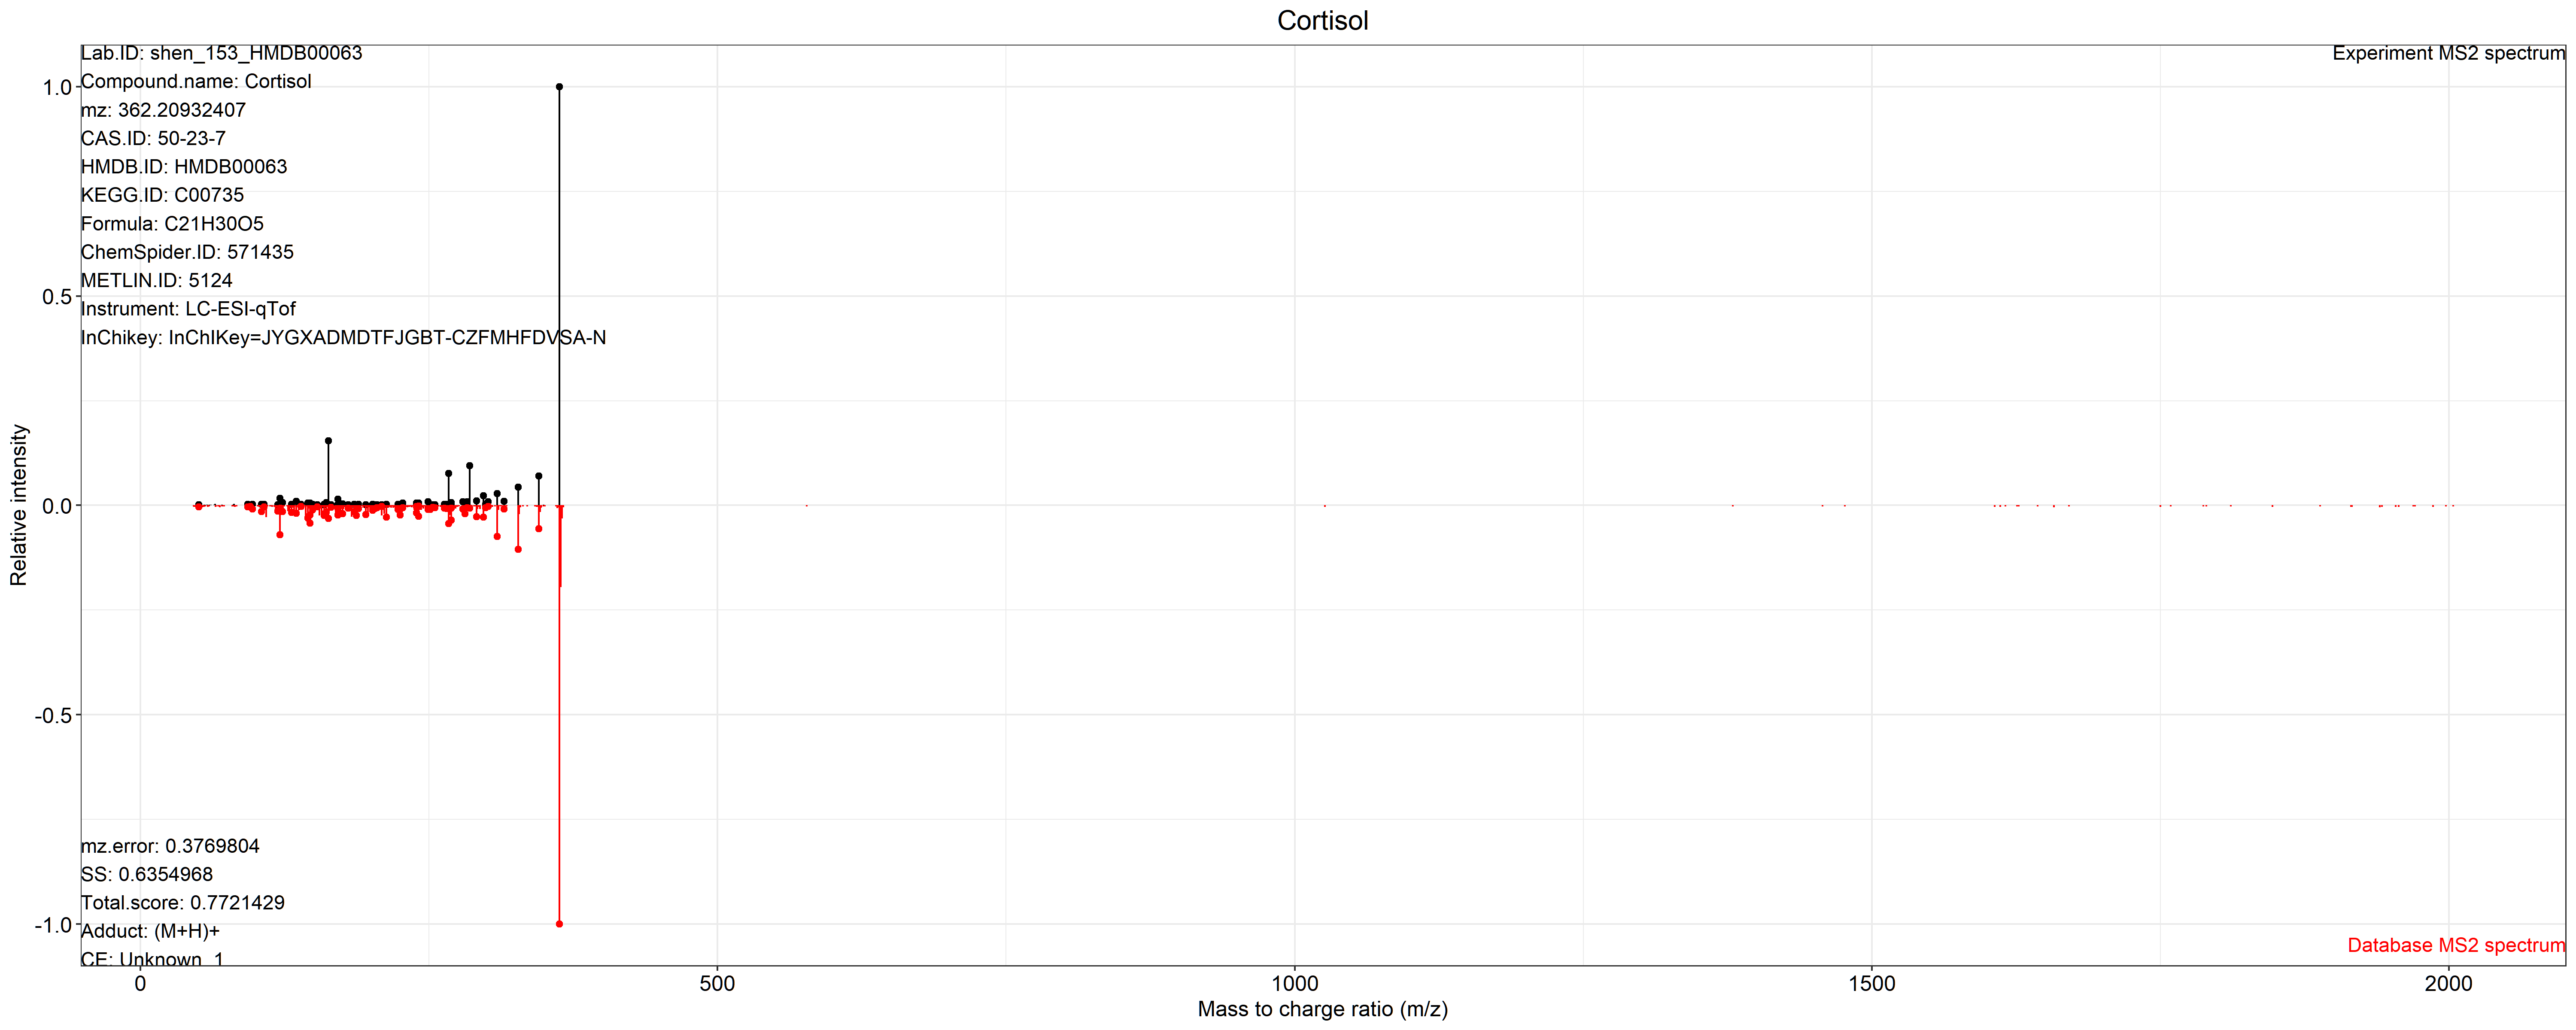 Cortisol
Lab.ID: shen_153_HMDB00063
Experiment MS2 spectrum
Compound.name: Cortisol
mz: 362.20932407
CAS.ID: 50-23-7
HMDB.ID: HMDB00063
KEGG.ID: C00735
Formula: C21H30O5
ChemSpider.ID: 571435
METLIN.ID: 5124
Instrument: LC-ESI-qTof
InChikey: InChIKey=JYGXADMDTFJGBT-CZFMHFDVSA-N
1.0
0.5
0.0
-0.5
-1.0
Relative intensity
mz.error: 0.3769804
SS: 0.6354968
Total.score: 0.7721429
Adduct: (M+H)+
CE: Unknown_1
Database MS2 spectrum
0 500 1000 1500 2000
Mass to charge ratio (m/z)